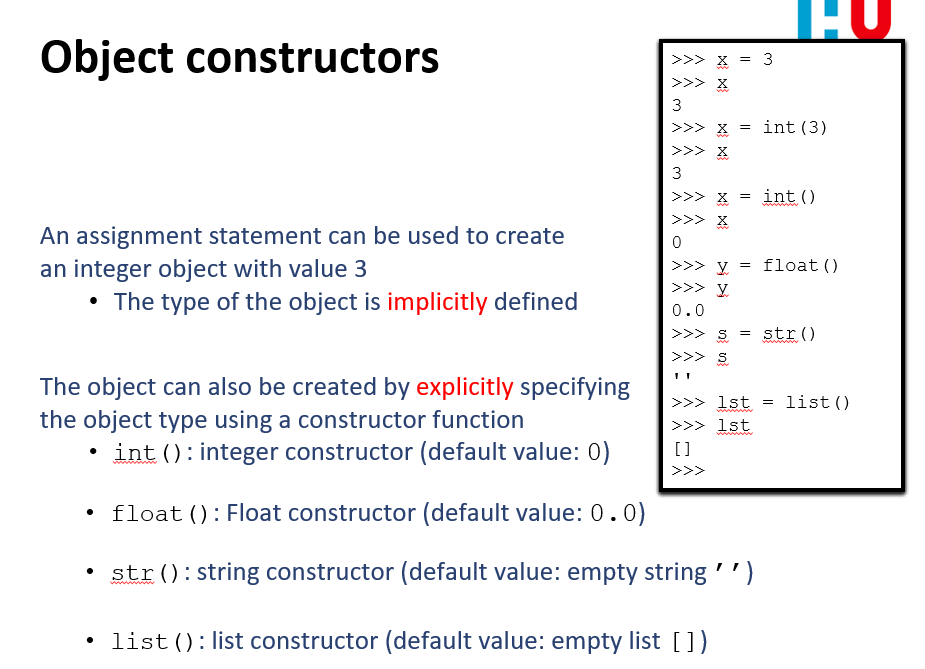 Object constructors
An assignment statement can be used to create
an integer object with value 3
• The type of the object is implicitly defined
The object can also be created by explicitly specifying
the object type using a constructor function
• int(): integer constructor (default value: 0)
• float(): Float constructor (default value: 0.0)
• str(): string constructor (default value: empty string ’’)
• list(): list constructor (default value: empty list [])
>>> x = 3
>>> x
3
>>> x = int(3)
>>> x
3
>>> x = int()
>>> x
0
>>> y = float()
>>> y
0.0
>>> s = str()
>>> s
''
>>> lst = list()
>>> lst
[]
>>>